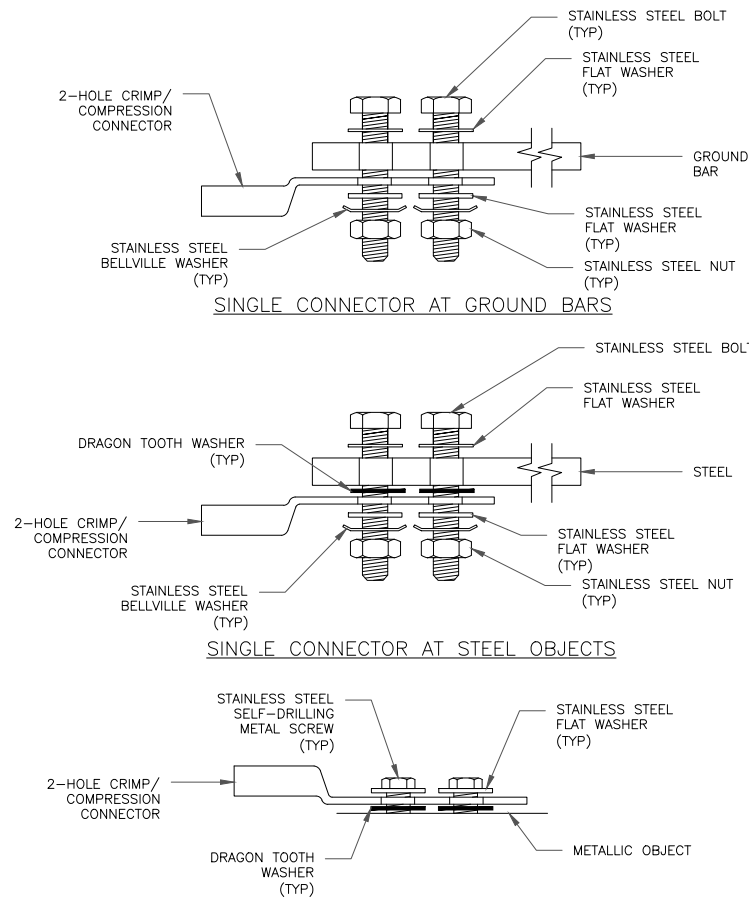 STAINLESS STEEL BOLT
(TYP)
STAINLESS STEEL
FLAT WASHER
(TYP)
2-HOLE CRIMP/
COMPRESSION
CONNECTOR
GROUND
BAR
STAINLESS STEEL
FLAT WASHER
(TYP)
STAINLESS STEEL
BELLVILLE WASHER
(TYP)
STAINLESS STEEL NUT
(TYP)
SINGLE CONNECTOR AT GROUND BARS
STAINLESS STEEL BOLT
STAINLESS STEEL
FLAT WASHER
DRAGON TOOTH WASHER
(TYP)
STEEL
2-HOLE CRIMP/
COMPRESSION
CONNECTOR
STAINLESS STEEL
FLAT WASHER
(TYP)
STAINLESS STEEL NUT
(TYP)
STAINLESS STEEL
BELLVILLE WASHER
(TYP)
SINGLE CONNECTOR AT STEEL OBJECTS
STAINLESS STEEL
SELF-DRILLING
METAL SCREW
(TYP)
STAINLESS STEEL
FLAT WASHER
(TYP)
2-HOLE CRIMP/
COMPRESSION
CONNECTOR
DRAGON TOOTH
WASHER
(TYP)
METALLIC OBJECT